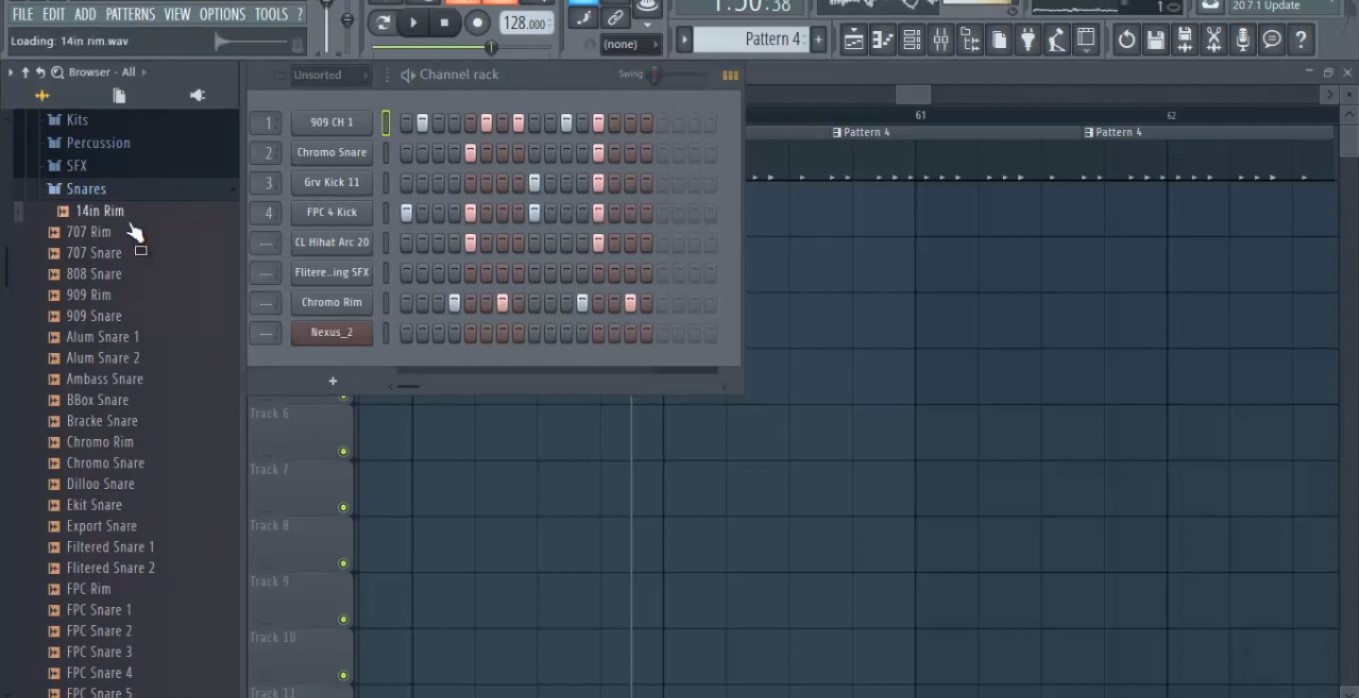 FILE EDIT ADD PATTERNS VIEW OPTIONS TOOLS ?
Loading: 14in rim.wav
128.000
(none)
1:50:38
Pattern 4
+
1
20.7.1 Update
?
Browser - All
Kits
Percussion
SFX
Snares
14in Rim
707 Rim
707 Snare
808 Snare
909 Rim
909 Snare
Alum Snare 1
Alum Snare 2
Ambass Snare
BBox Snare
Bracke Snare
Chromo Rim
Chromo Snare
Dilloo Snare
Ekit Snare
Export Snare
Filtered Snare 1
Flitered Snare 2
FPC Rim
FPC Snare 1
FPC Snare 2
FPC Snare 3
FPC Snare 4
FPC Snare 5
Unsorted
Channel rack
Swing
1
909 CH 1
2
Chromo Snare
3
Grv Kick 11
4
FPC 4 Kick
---
CL Hihat Arc 20
---
Flitere..ing SFX
---
Chromo Rim
---
Nexus_2
+
61
62
Pattern 4
Pattern 4
Track 6
Track 7
Track 8
Track 9
Track 10
Track 11